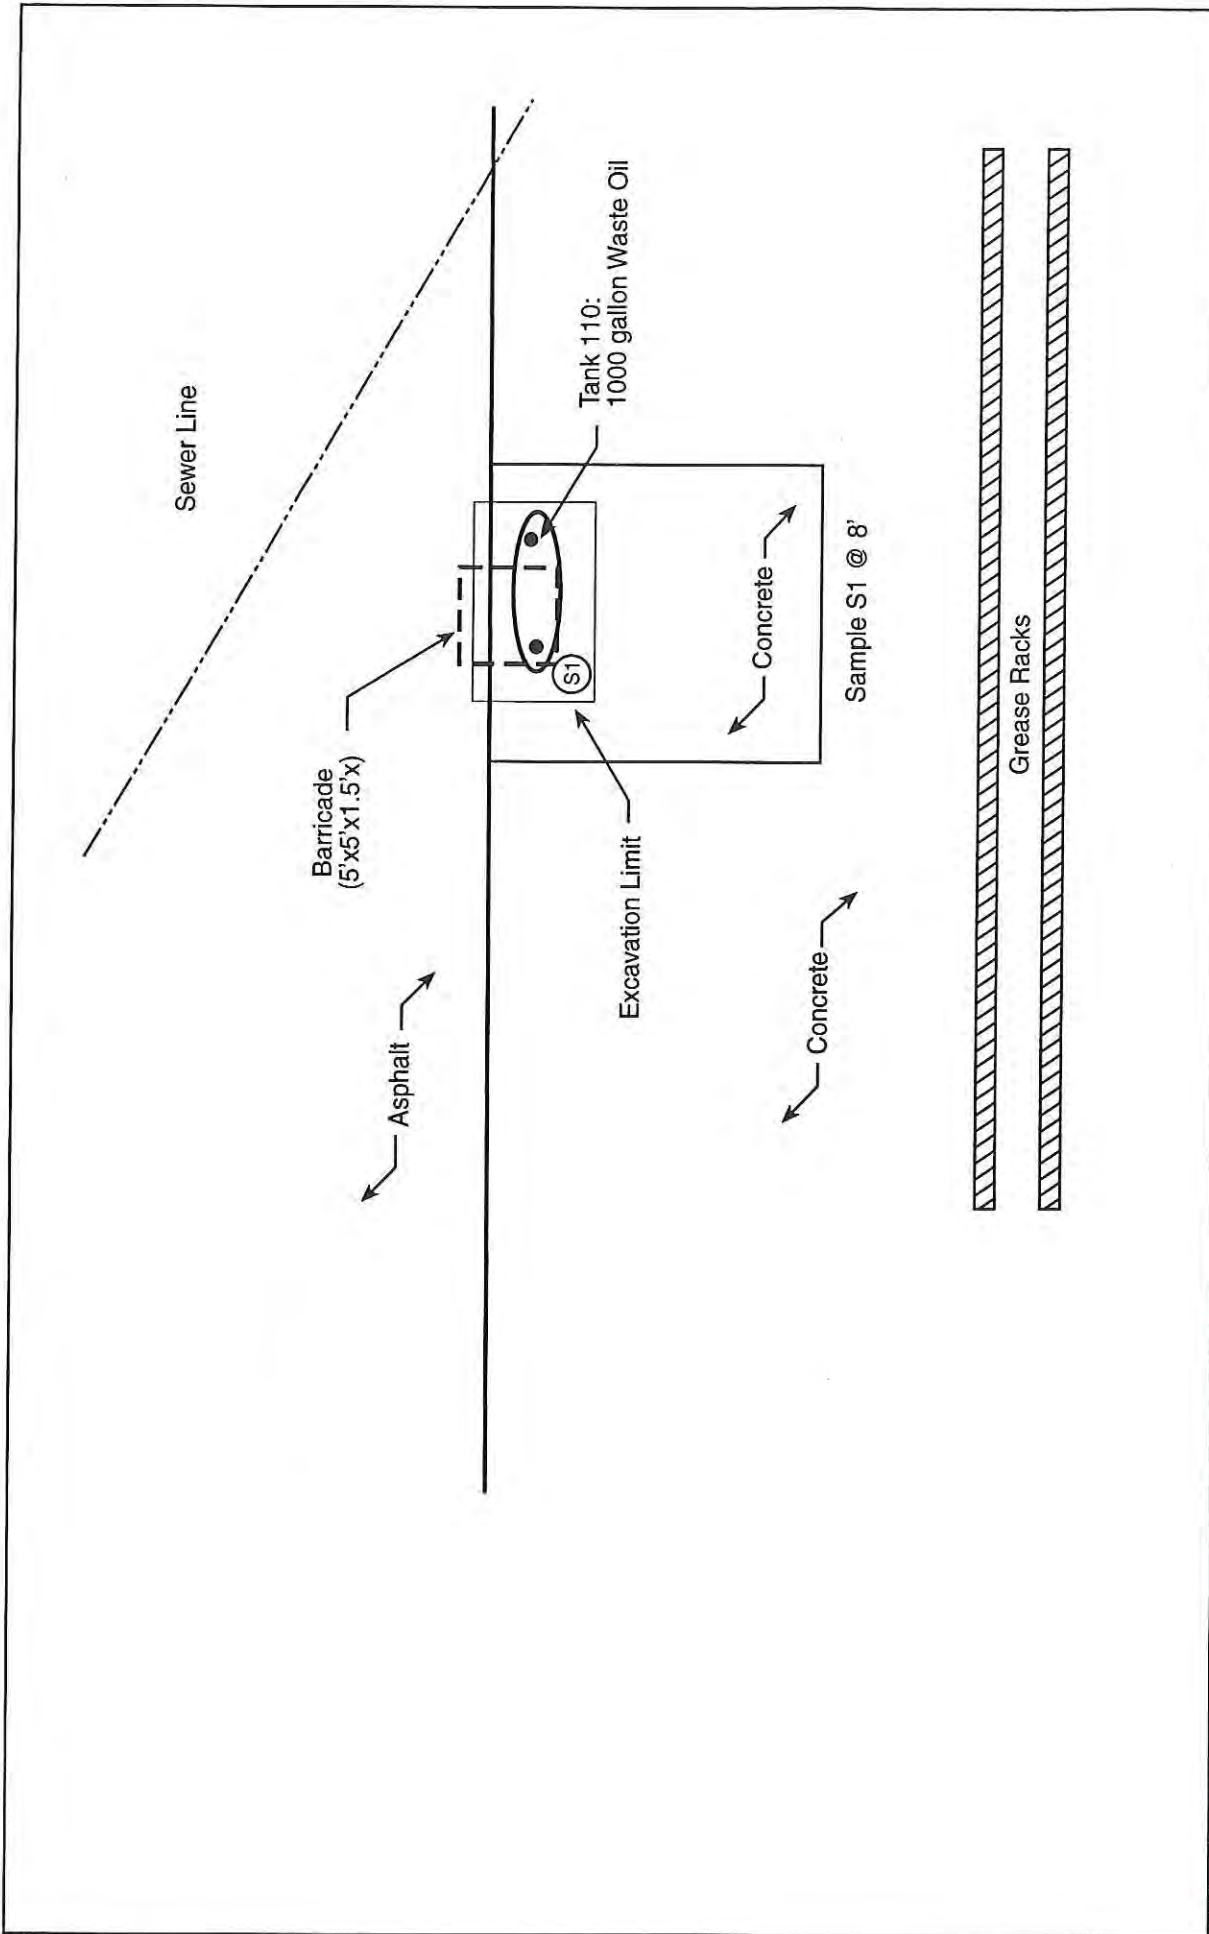 Sewer Line
Barricade
(5'x5'x1.5'x)
Asphalt
Tank 110:
1000 gallon Waste Oil
S1
Excavation Limit
Concrete
Sample S1 @ 8'
Concrete
Grease Racks